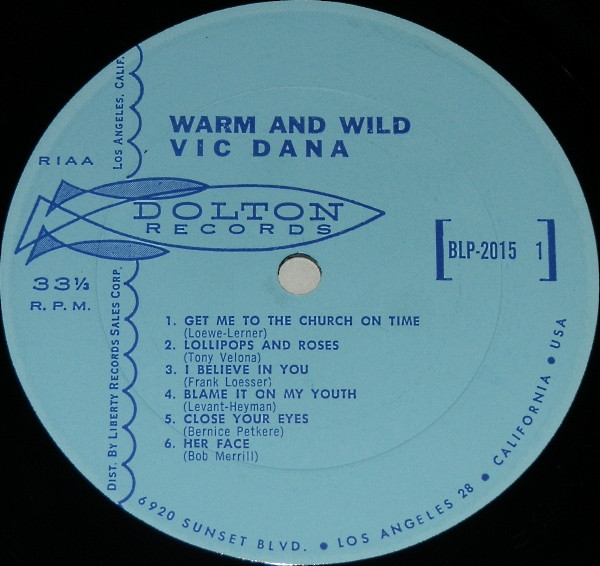 WARM AND WILD
VIC DANA
RIAA
DOLTON
RECORDS
[BLP-2015 1]
33⅓
R. P. M.
1. GET ME TO THE CHURCH ON TIME
(Loewe-Lerner)
2. LOLLIPOPS AND ROSES
(Tony Velona)
3. I BELIEVE IN YOU
(Frank Loesser)
4. BLAME IT ON MY YOUTH
(Levant-Heyman)
5. CLOSE YOUR EYES
(Bernice Petkere)
6. HER FACE
(Bob Merrill)
DIST. BY LIBERTY RECORDS SALES CORP.
LOS ANGELES, CALIF.
6920 SUNSET BLVD. • LOS ANGELES 28 • CALIFORNIA • USA